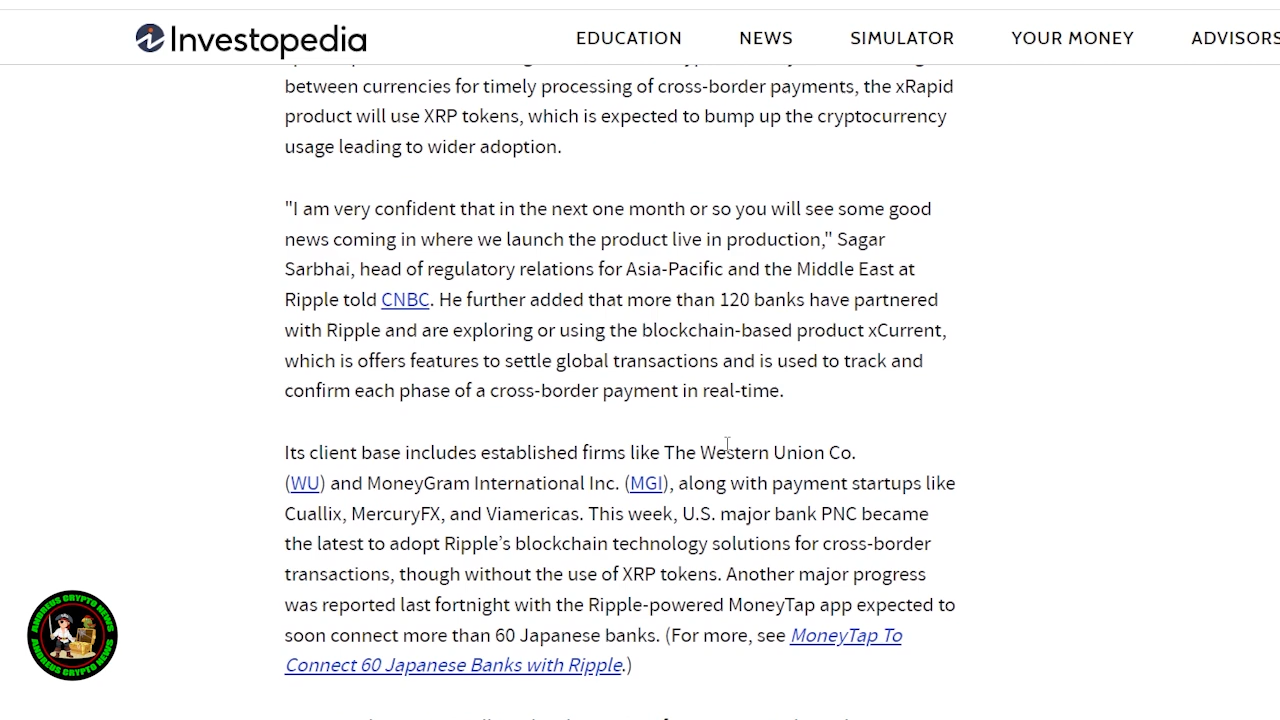 Investopedia
EDUCATION NEWS SIMULATOR YOUR MONEY ADVISORS
between currencies for timely processing of cross-border payments, the xRapid
product will use XRP tokens, which is expected to bump up the cryptocurrency
usage leading to wider adoption.
"I am very confident that in the next one month or so you will see some good
news coming in where we launch the product live in production," Sagar
Sarbhai, head of regulatory relations for Asia-Pacific and the Middle East at
Ripple told CNBC. He further added that more than 120 banks have partnered
with Ripple and are exploring or using the blockchain-based product xCurrent,
which is offers features to settle global transactions and is used to track and
confirm each phase of a cross-border payment in real-time.
Its client base includes established firms like The Western Union Co.
(WU) and MoneyGram International Inc. (MGI), along with payment startups like
Cuallix, MercuryFX, and Viamericas. This week, U.S. major bank PNC became
the latest to adopt Ripple’s blockchain technology solutions for cross-border
transactions, though without the use of XRP tokens. Another major progress
was reported last fortnight with the Ripple-powered MoneyTap app expected to
soon connect more than 60 Japanese banks. (For more, see MoneyTap To
Connect 60 Japanese Banks with Ripple.)
ANDREUS CRYPTO NEWS
ANDREUS CRYPTO NEWS